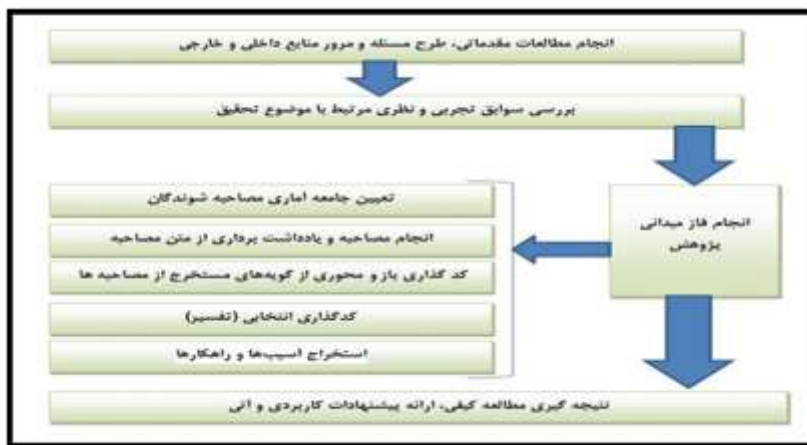 انجام مطالعات مقدماتی، طرح مسئله و مرور منابع داخلی و خارجی
بررسی سوابق تجربی و نظری مرتبط با موضوع تحقیق
انجام فاز میدانی
پژوهش
تعیین جامعه آماری مصاحبه شوندگان
انجام مصاحبه و یادداشت برداری از متن مصاحبه
کد گذاری باز و محوری از گویه‌های مستخرج از مصاحبه ها
کدگذاری انتخابی (تفسیر)
استخراج آسیب‌ها و راهکارها
نتیجه گیری مطالعه کیفی، ارائه پیشنهادات کاربردی و آتی